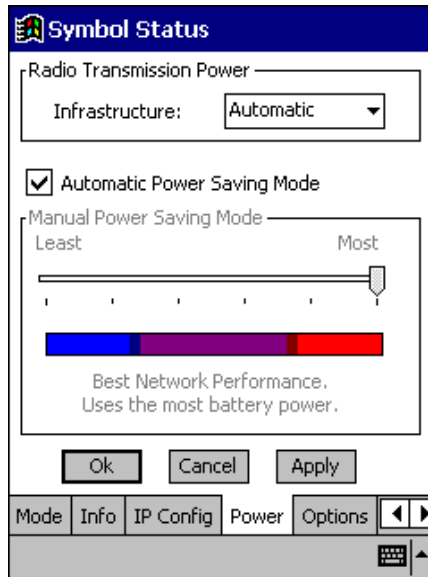 Symbol Status
Radio Transmission Power
Infrastructure: Automatic
Automatic Power Saving Mode
Manual Power Saving Mode
Least Most
Best Network Performance.
Uses the most battery power.
Ok Cancel Apply
Mode Info IP Config Power Options